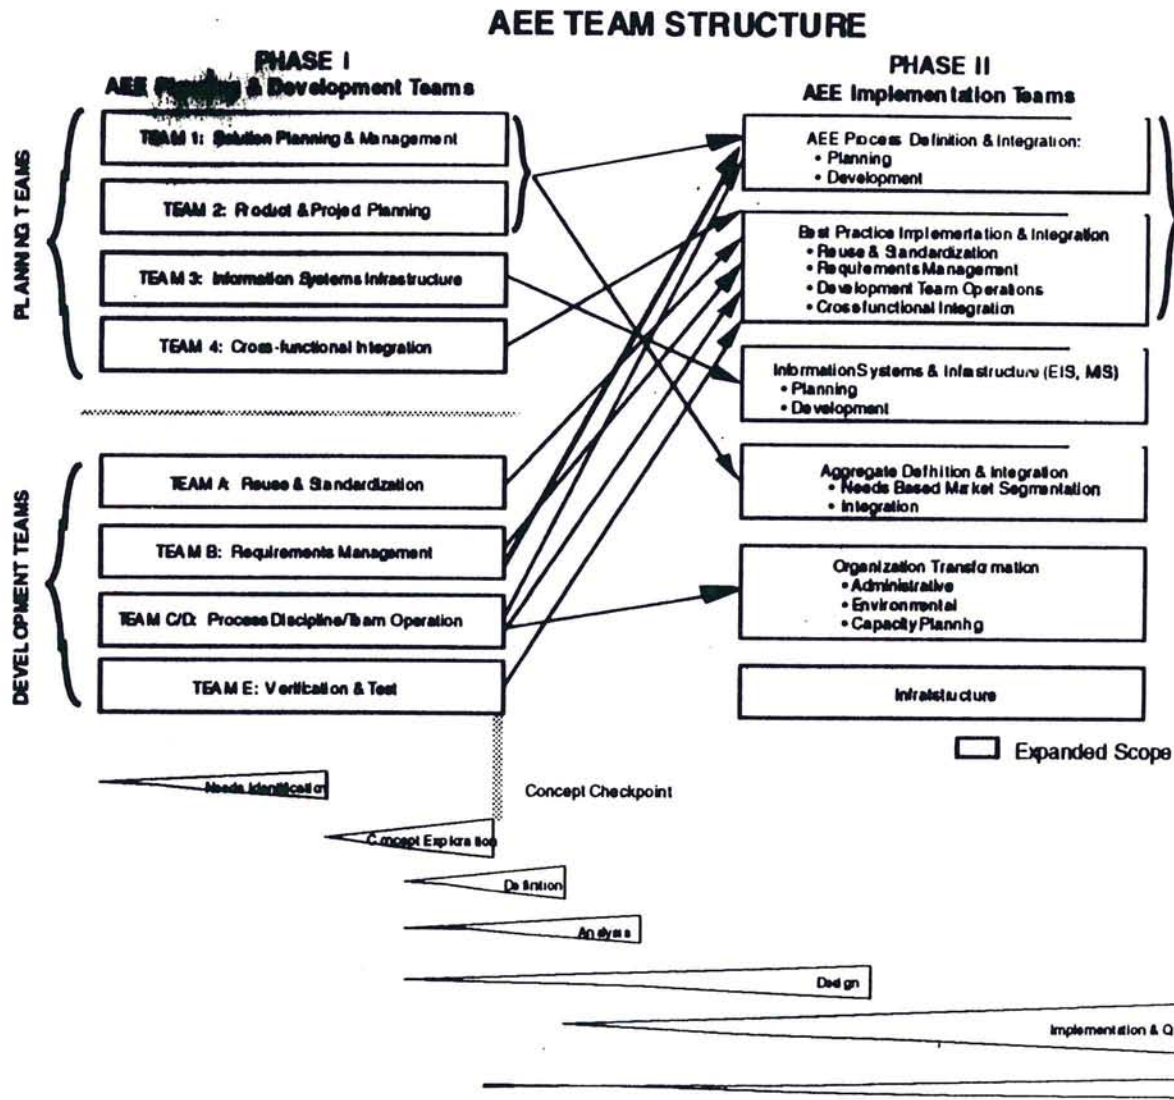 AEE TEAM STRUCTURE
PHASE I
AEE Planning & Development Teams
PHASE II
AEE Implementation Teams
PLANNING TEAMS
TEAM 1: Solution Planning & Management
TEAM 2: Product & Project Planning
TEAM 3: Information Systems Infrastructure
TEAM 4: Cross-functional Integration
DEVELOPMENT TEAMS
TEAM A: Reuse & Standardization
TEAM B: Requirements Management
TEAM C/D: Process Discipline/Team Operation
TEAM E: Verification & Test
AEE Process Definition & Integration:
• Planning
• Development
Best Practice Implementation & Integration
• Reuse & Standardization
• Requirements Management
• Development Team Operations
• Crossfunctional Integration
Information Systems & Infrastructure (EIS, MIS)
• Planning
• Development
Aggregate Definition & Integration
• Needs Based Market Segmentation
• Integration
Organization Transformation
• Administrative
• Environmental
• Capacity Planning
Infratstructure
Expanded Scope
Needs Identification
Concept Checkpoint
Concept Exploration
Definition
Analysis
Design
Implementation & Q